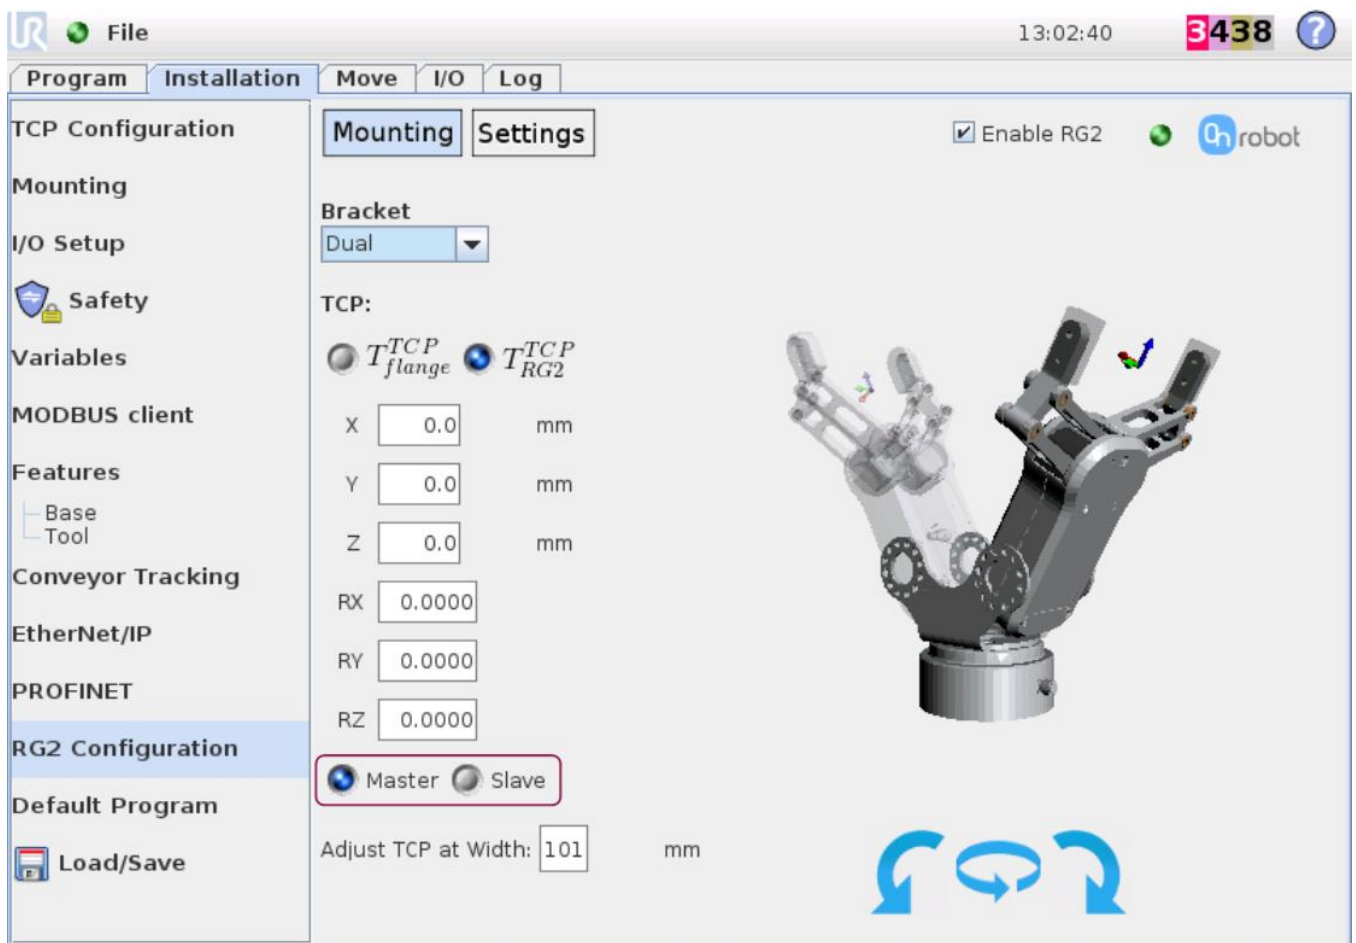 UR File 13:02:40 3438 ?
Program Installation Move I/O Log
TCP Configuration
Mounting
I/O Setup
Safety
Variables
MODBUS client
Features
Base
Tool
Conveyor Tracking
EtherNet/IP
PROFINET
RG2 Configuration
Default Program
Load/Save
Mounting Settings
Enable RG2
On robot
Bracket
Dual
TCP:
T^{TCP}_{flange} T^{TCP}_{RG2}
X 0.0 mm
Y 0.0 mm
Z 0.0 mm
RX 0.0000
RY 0.0000
RZ 0.0000
Master Slave
Adjust TCP at Width: 101 mm